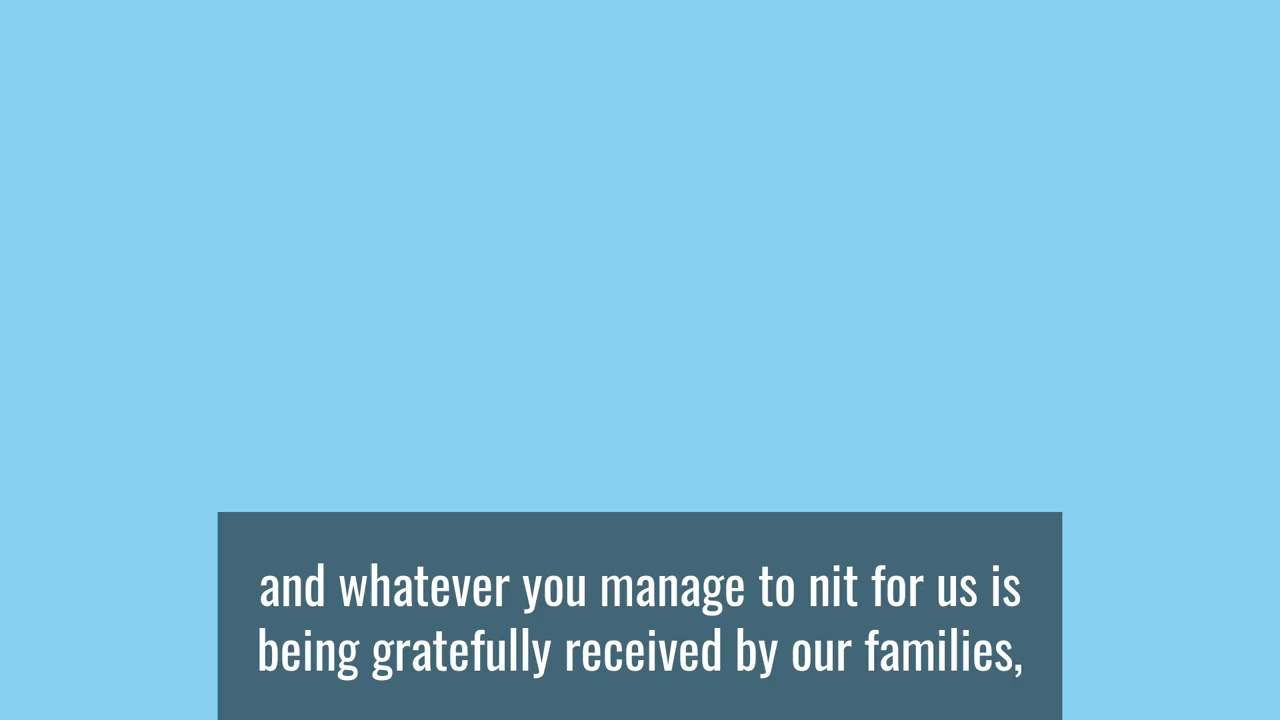 and whatever you manage to nit for us is
being gratefully received by our families,